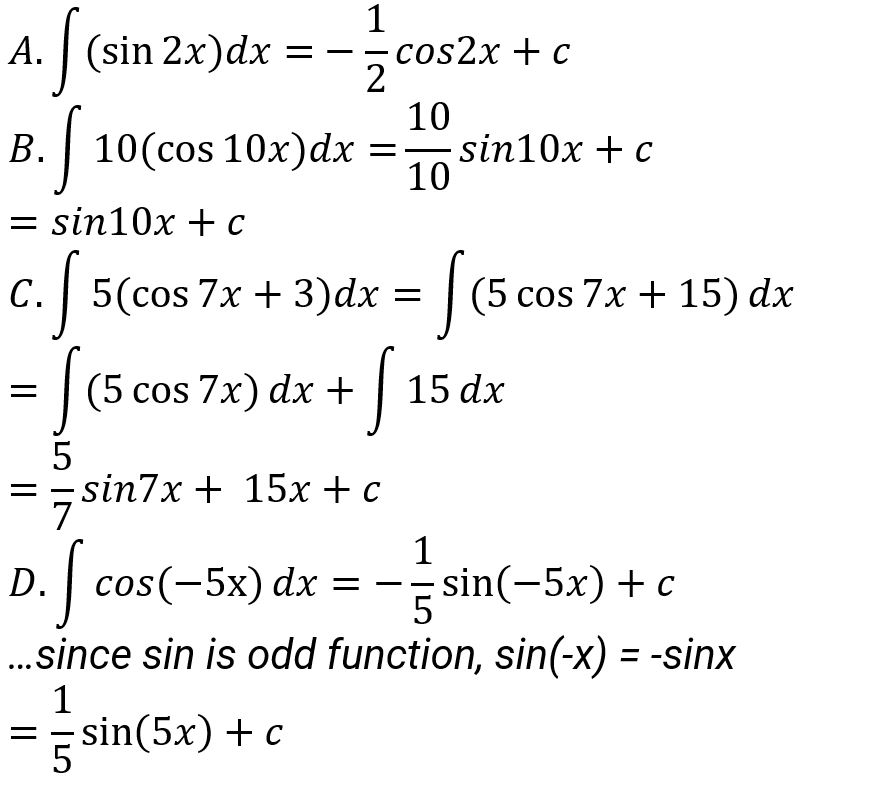 A. ∫ (sin 2x)dx = − 1/2 cos2x + c
B. ∫ 10(cos 10x)dx = 10/10 sin10x + c
= sin10x + c
C. ∫ 5(cos 7x + 3)dx = ∫ (5 cos 7x + 15) dx
= ∫ (5 cos 7x) dx + ∫ 15 dx
= 5/7 sin7x + 15x + c
D. ∫ cos(−5x) dx = − 1/5 sin(−5x) + c
...since sin is odd function, sin(-x) = -sinx
= 1/5 sin(5x) + c